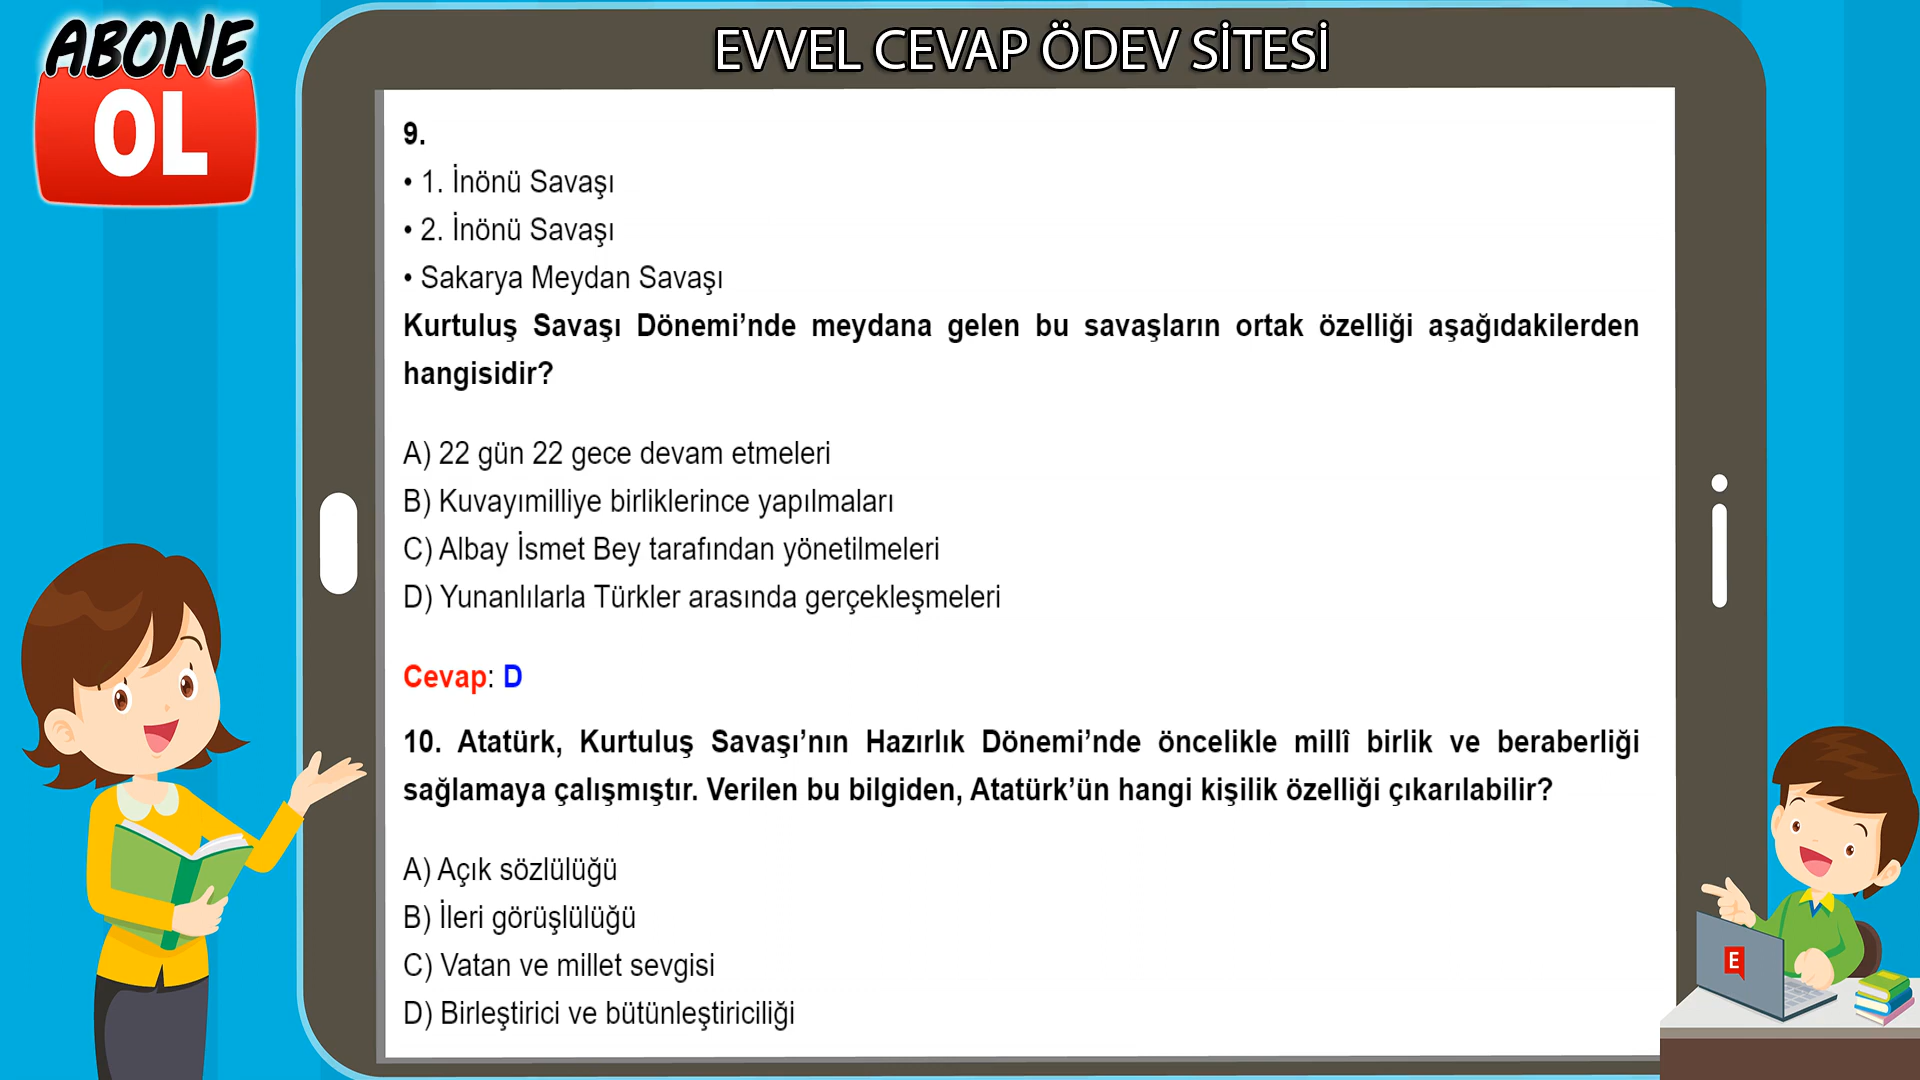 ABONE
OL
EVVEL CEVAP ÖDEV SİTESİ
9.
• 1. İnönü Savaşı
• 2. İnönü Savaşı
• Sakarya Meydan Savaşı
Kurtuluş Savaşı Dönemi’nde meydana gelen bu savaşların ortak özelliği aşağıdakilerden
hangisidir?
A) 22 gün 22 gece devam etmeleri
B) Kuvayımilliye birliklerince yapılmaları
C) Albay İsmet Bey tarafından yönetilmeleri
D) Yunanlılarla Türkler arasında gerçekleşmeleri
Cevap: D
10. Atatürk, Kurtuluş Savaşı’nın Hazırlık Dönemi’nde öncelikle millî birlik ve beraberliği
sağlamaya çalışmıştır. Verilen bu bilgiden, Atatürk’ün hangi kişilik özelliği çıkarılabilir?
A) Açık sözlülüğü
B) İleri görüşlülüğü
C) Vatan ve millet sevgisi
D) Birleştirici ve bütünleştiriciliği
E